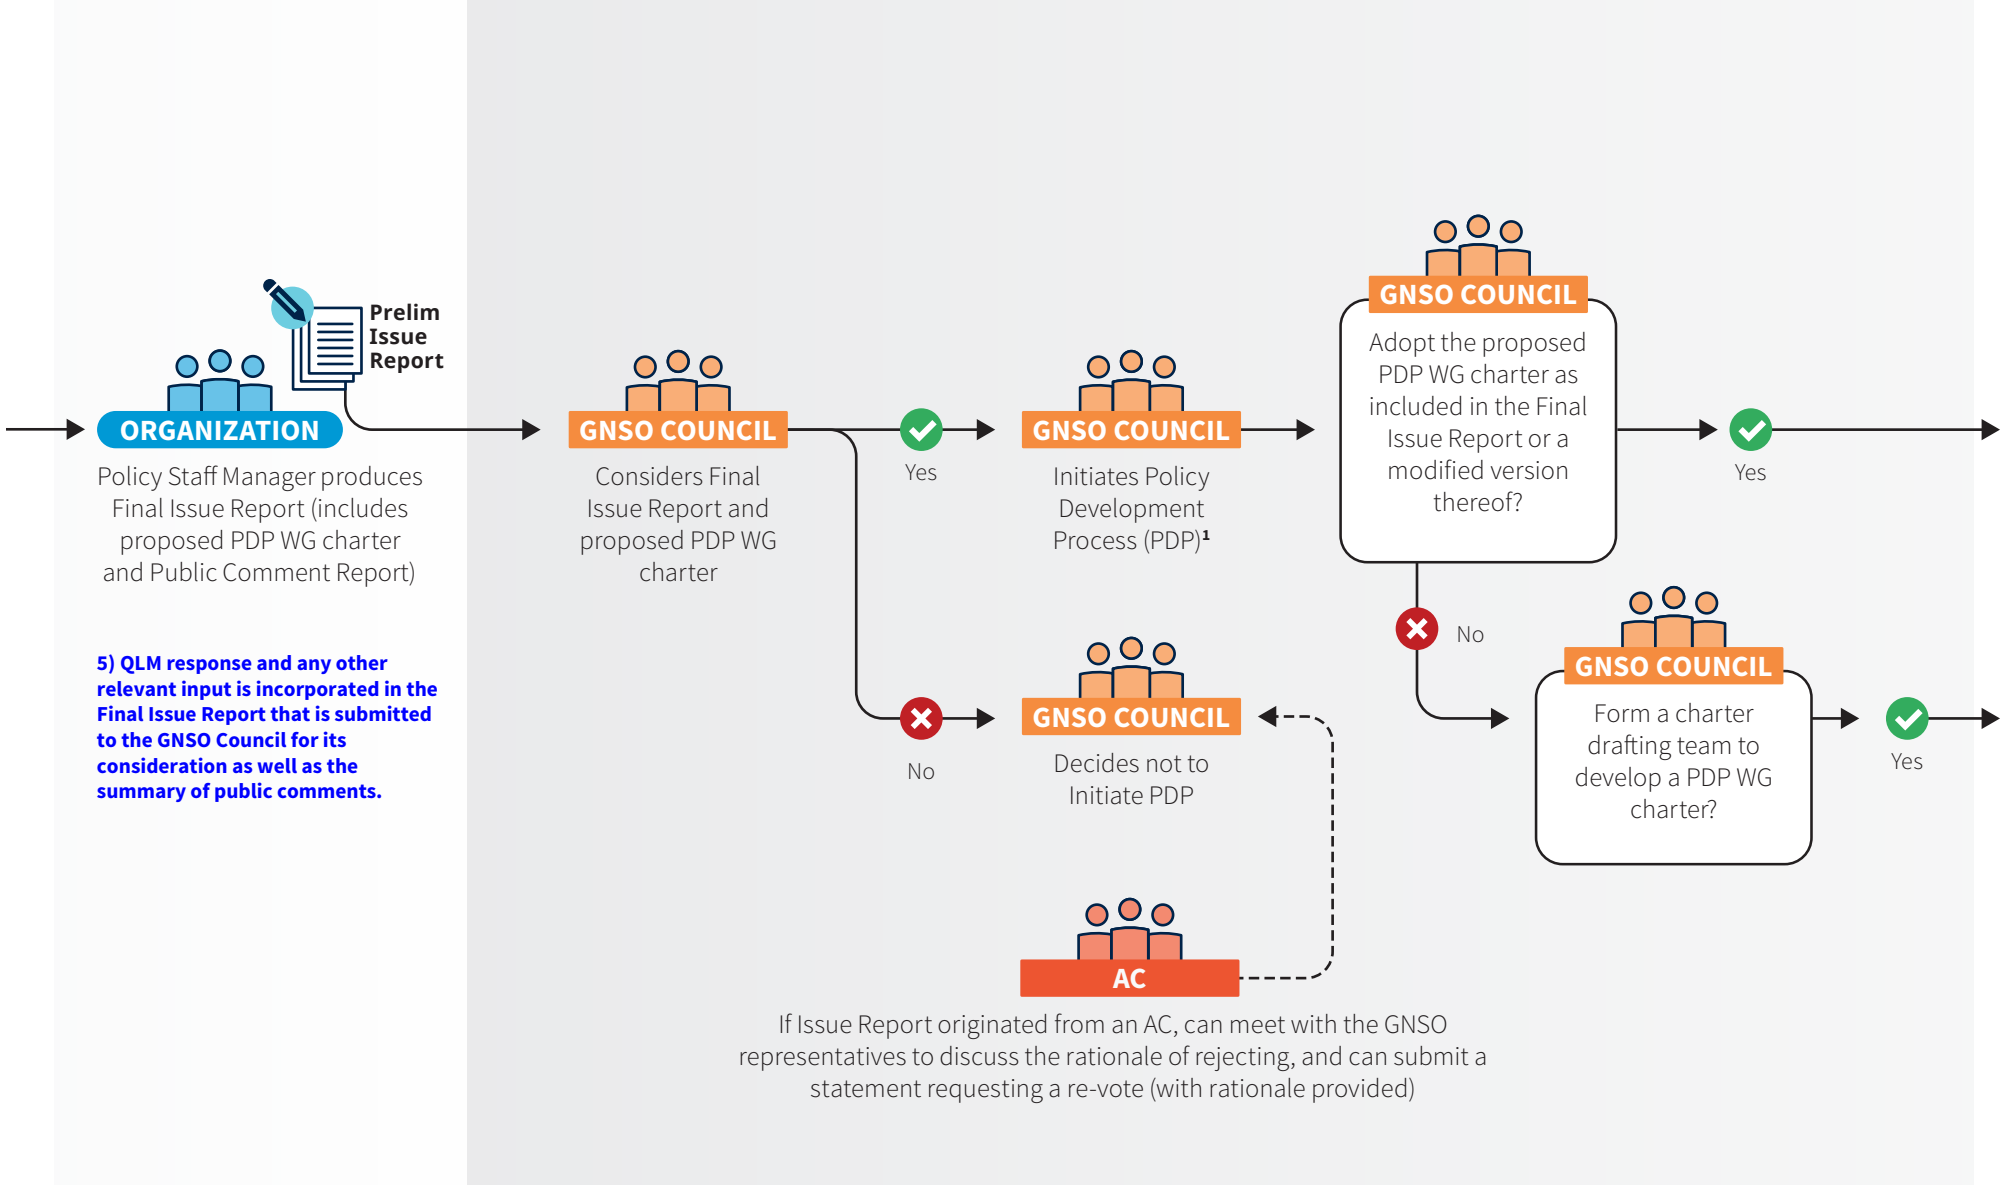 Prelim
Issue
Report
ORGANIZATION
Policy Staff Manager produces
Final Issue Report (includes
proposed PDP WG charter
and Public Comment Report)
5) QLM response and any other
relevant input is incorporated in the
Final Issue Report that is submitted
to the GNSO Council for its
consideration as well as the
summary of public comments.
GNSO COUNCIL
Considers Final
Issue Report and
proposed PDP WG
charter
Yes
GNSO COUNCIL
Initiates Policy
Development
Process (PDP)¹
No
GNSO COUNCIL
Decides not to
Initiate PDP
AC
If Issue Report originated from an AC, can meet with the GNSO
representatives to discuss the rationale of rejecting, and can submit a
statement requesting a re-vote (with rationale provided)
GNSO COUNCIL
Adopt the proposed
PDP WG charter as
included in the Final
Issue Report or a
modified version
thereof?
Yes
No
GNSO COUNCIL
Form a charter
drafting team to
develop a PDP WG
charter?
Yes